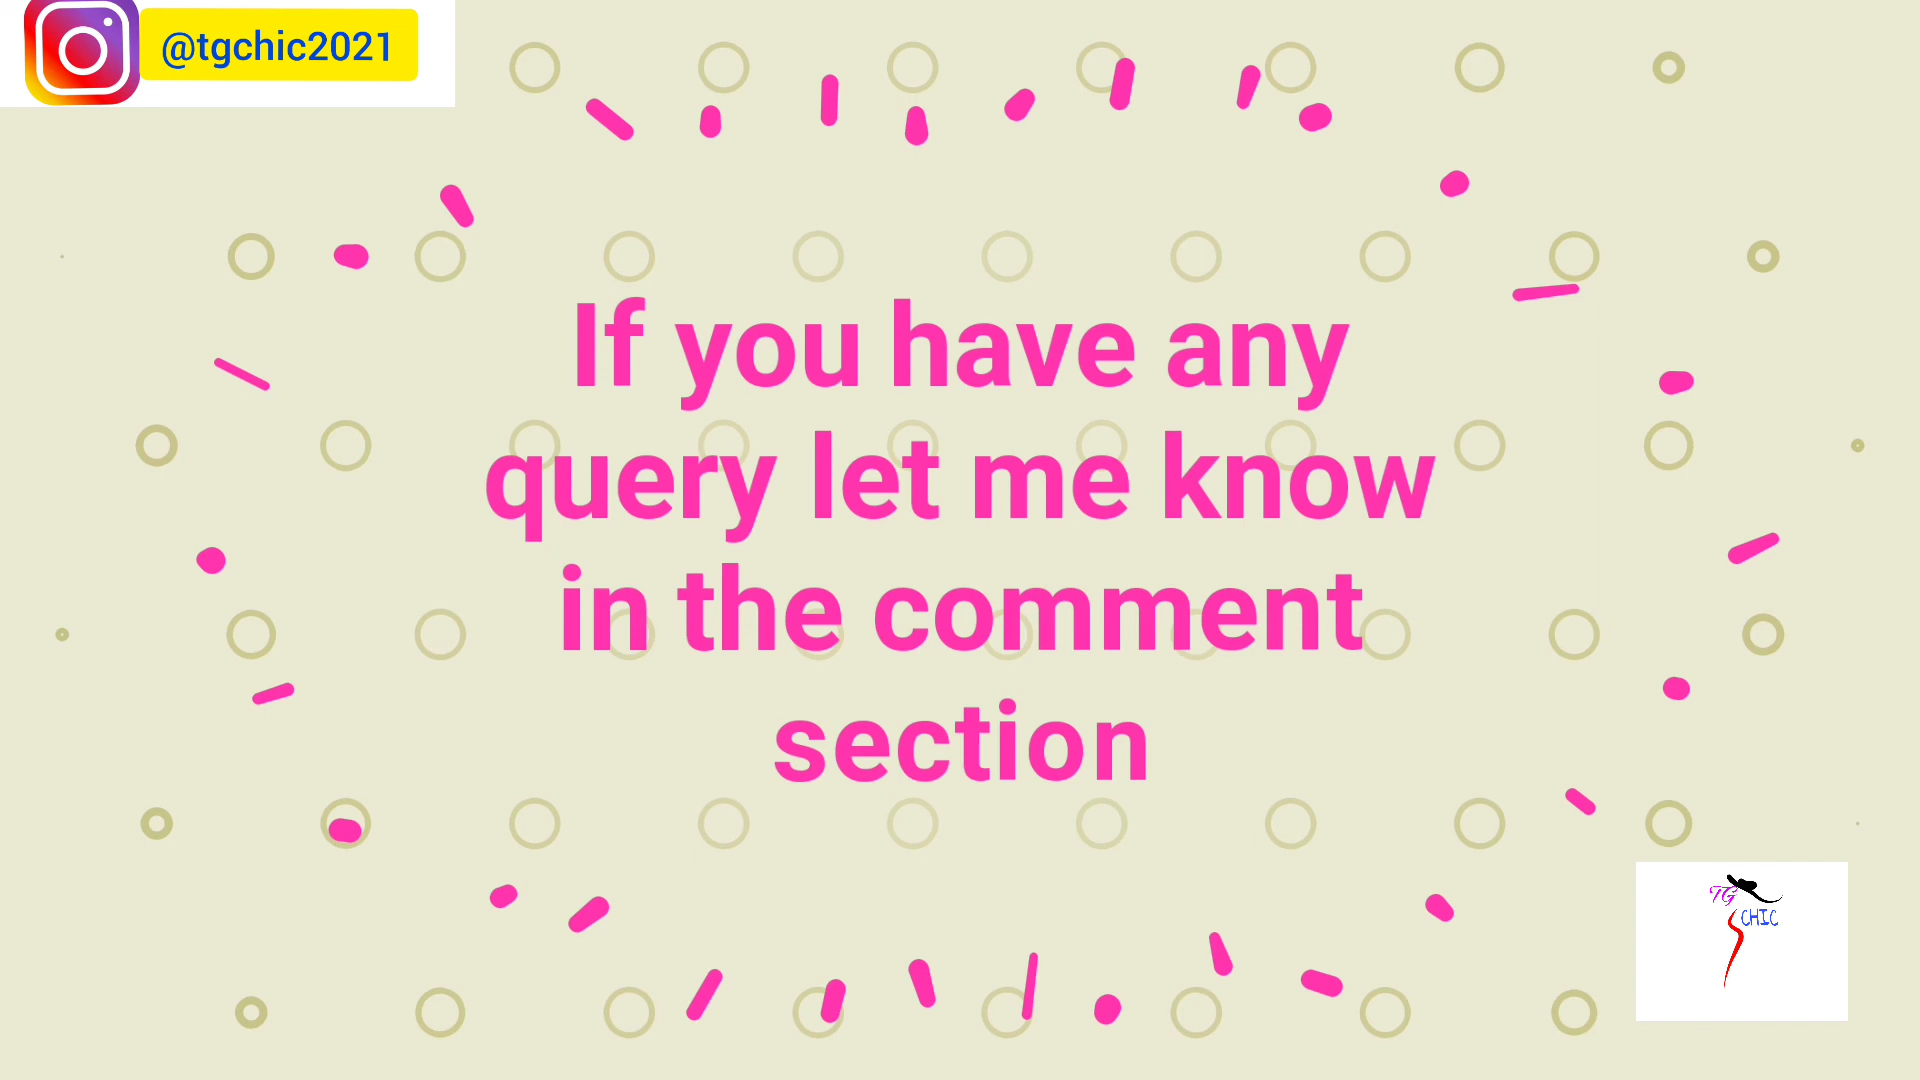 @tgchic2021
If you have any
query let me know
in the comment
section
TG
CHIC